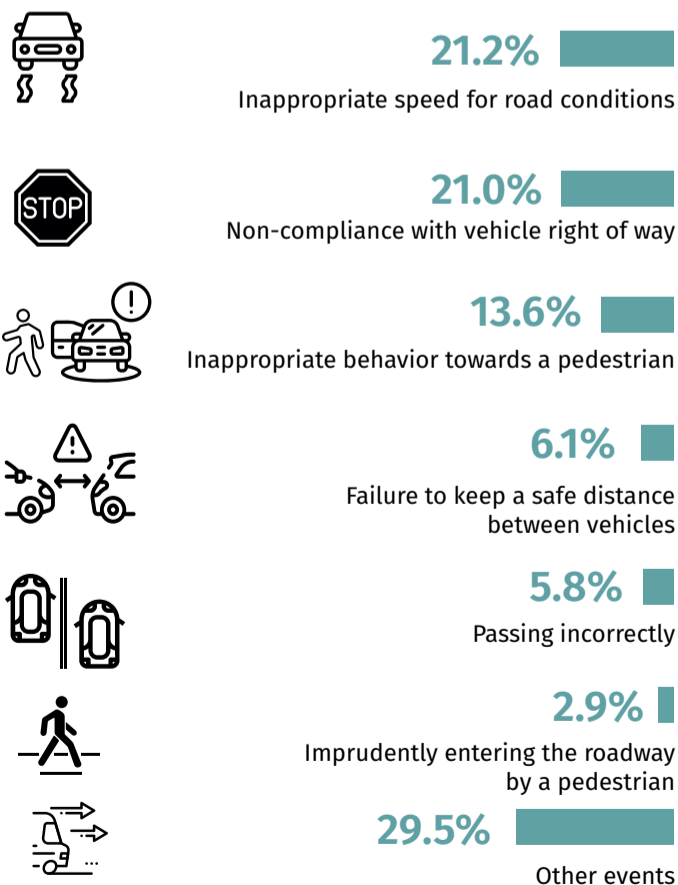 21.2%
Inappropriate speed for road conditions
STOP
21.0%
Non-compliance with vehicle right of way
!
13.6%
Inappropriate behavior towards a pedestrian
!
6.1%
Failure to keep a safe distance
between vehicles
5.8%
Passing incorrectly
2.9%
Imprudently entering the roadway
by a pedestrian
29.5%
Other events